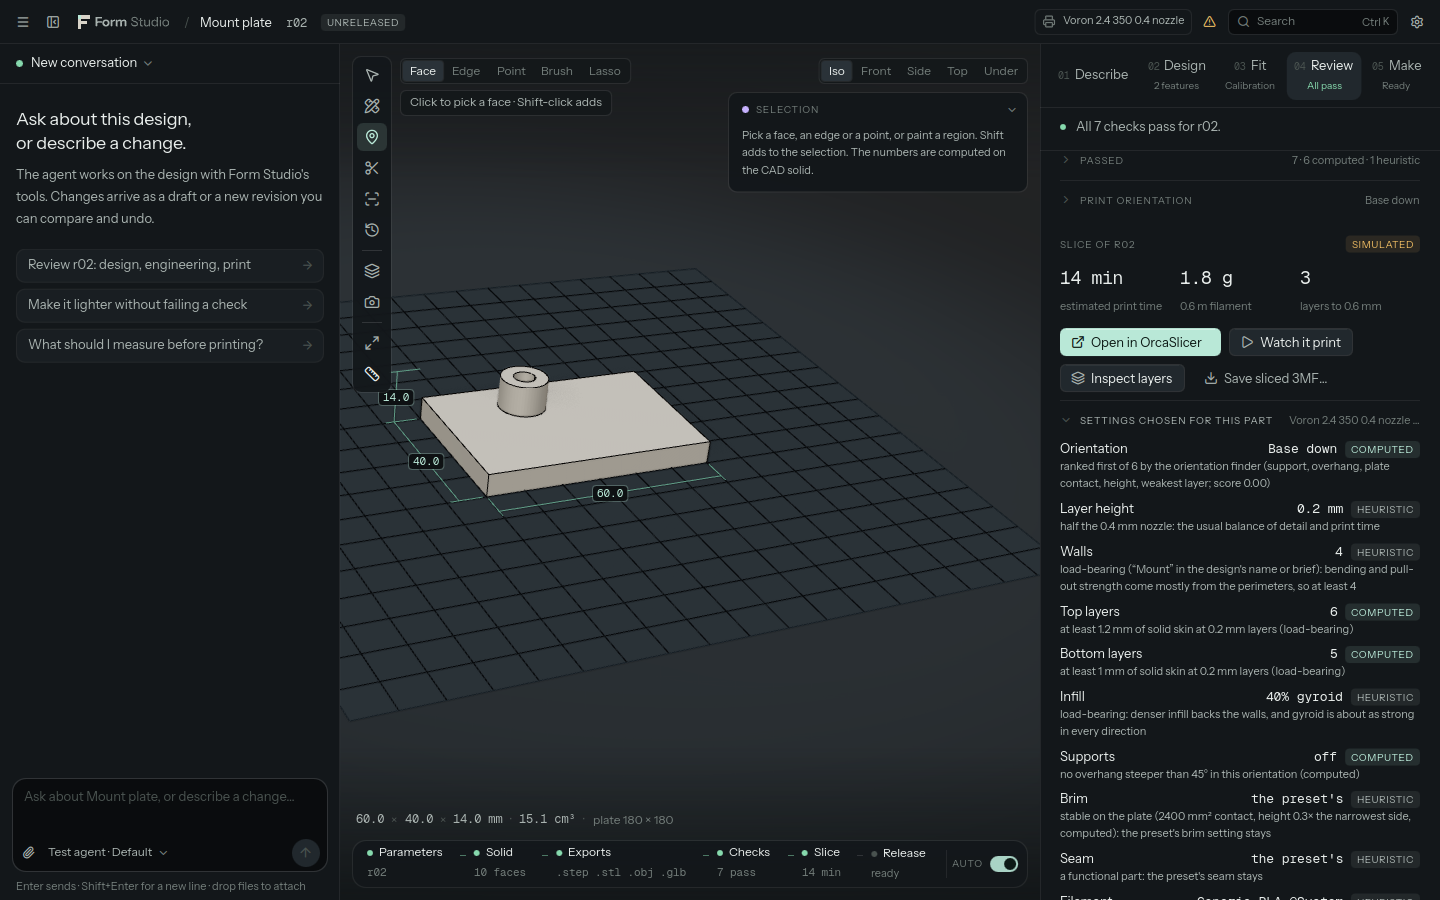 Form Studio / Mount plate r02 UNRELEASED
Voron 2.4 350 0.4 nozzle
Search Ctrl K
New conversation
Ask about this design,
or describe a change.
The agent works on the design with Form Studio's
tools. Changes arrive as a draft or a new revision you
can compare and undo.
Review r02: design, engineering, print
Make it lighter without failing a check
What should I measure before printing?
Ask about Mount plate, or describe a change...
Test agent · Default
Enter sends · Shift+Enter for a new line · drop files to attach
Face Edge Point Brush Lasso
Click to pick a face · Shift-click adds
Iso Front Side Top Under
SELECTION
Pick a face, an edge or a point, or paint a region. Shift
adds to the selection. The numbers are computed on
the CAD solid.
14.0
40.0
60.0
60.0 × 40.0 × 14.0 mm · 15.1 cm³ · plate 180 × 180
Parameters
r02
Solid
10 faces
Exports
.step .stl .obj .glb
Checks
7 pass
Slice
14 min
Release
ready
AUTO
01 Describe
02 Design
2 features
03 Fit
Calibration
04 Review
All pass
05 Make
Ready
All 7 checks pass for r02.
PASSED 7 · 6 computed · 1 heuristic
PRINT ORIENTATION Base down
SLICE OF R02 SIMULATED
14 min 1.8 g 3
estimated print time 0.6 m filament layers to 0.6 mm
Open in OrcaSlicer
Watch it print
Inspect layers
Save sliced 3MF...
SETTINGS CHOSEN FOR THIS PART Voron 2.4 350 0.4 nozzle ...
Orientation Base down COMPUTED
ranked first of 6 by the orientation finder (support, overhang, plate
contact, height, weakest layer; score 0.00)
Layer height 0.2 mm HEURISTIC
half the 0.4 mm nozzle: the usual balance of detail and print time
Walls 4 HEURISTIC
load-bearing ("Mount" in the design's name or brief): bending and pull-
out strength come mostly from the perimeters, so at least 4
Top layers 6 COMPUTED
at least 1.2 mm of solid skin at 0.2 mm layers (load-bearing)
Bottom layers 5 COMPUTED
at least 1 mm of solid skin at 0.2 mm layers (load-bearing)
Infill 40% gyroid HEURISTIC
load-bearing: denser infill backs the walls, and gyroid is about as strong
in every direction
Supports off COMPUTED
no overhang steeper than 45° in this orientation (computed)
Brim the preset's HEURISTIC
stable on the plate (2400 mm² contact, height 0.3× the narrowest side,
computed): the preset's brim setting stays
Seam the preset's HEURISTIC
a functional part: the preset's seam stays